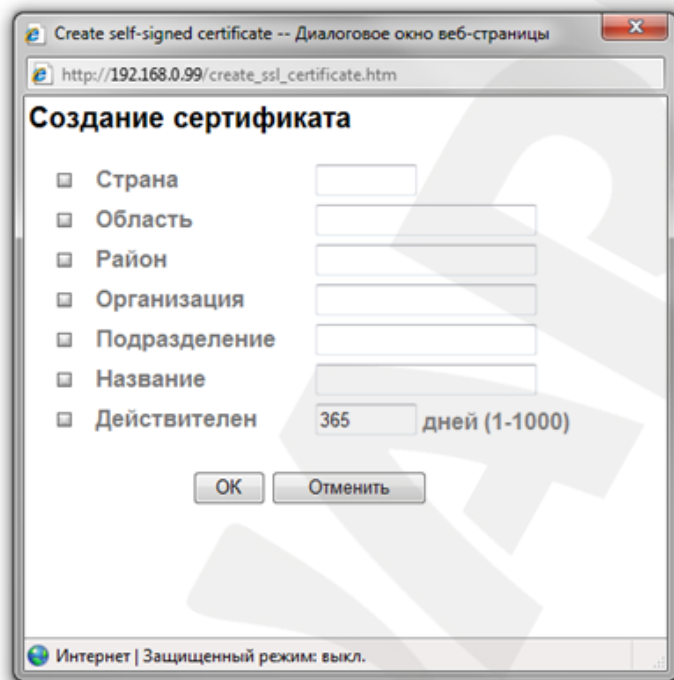 Create self-signed certificate -- Диалоговое окно веб-страницы
http://192.168.0.99/create_ssl_certificate.htm
Создание сертификата
Страна
Область
Район
Организация
Подразделение
Название
Действителен 365 дней (1-1000)
OK Отменить
Интернет | Защищенный режим: выкл.